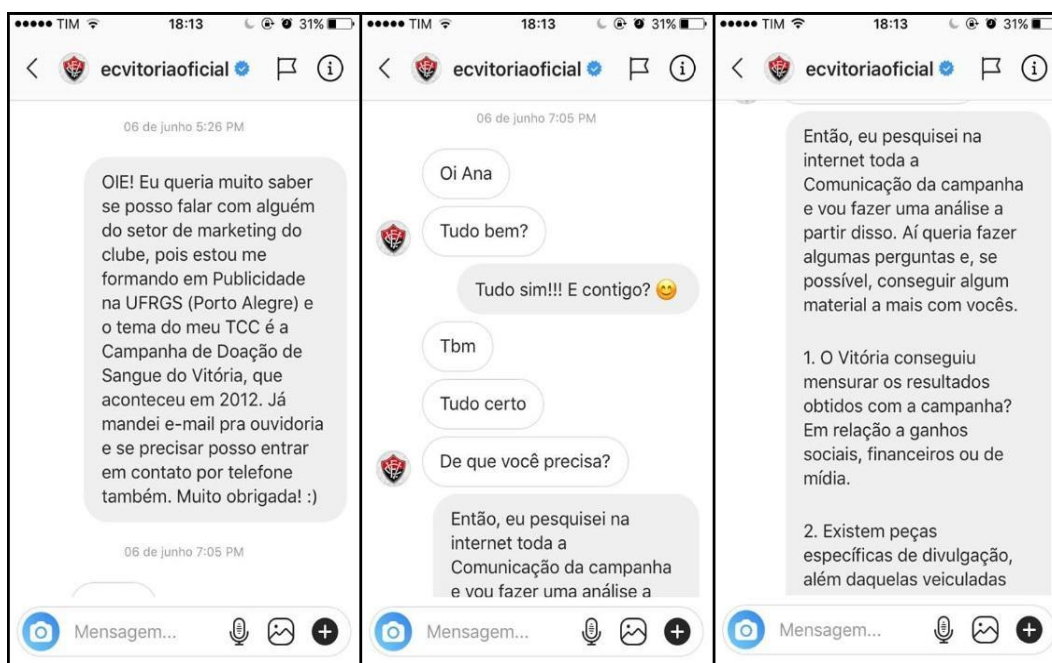 TIM 18:13 31%
ecvitoriaoficial
06 de junho 5:26 PM
OIE! Eu queria muito saber
se posso falar com alguém
do setor de marketing do
clube, pois estou me
formando em Publicidade
na UFRGS (Porto Alegre) e
o tema do meu TCC é a
Campanha de Doação de
Sangue do Vitória, que
aconteceu em 2012. Já
mandei e-mail pra ouvidoria
e se precisar posso entrar
em contato por telefone
também. Muito obrigada! :)
06 de junho 7:05 PM
Mensagem...
TIM 18:13 31%
ecvitoriaoficial
06 de junho 7:05 PM
Oi Ana
Tudo bem?
Tudo sim!!! E contigo? 😊
Tbm
Tudo certo
De que você precisa?
Então, eu pesquisei na
internet toda a
Comunicação da campanha
e vou fazer uma análise a
Mensagem...
TIM 18:13 31%
ecvitoriaoficial
Então, eu pesquisei na
internet toda a
Comunicação da campanha
e vou fazer uma análise a
partir disso. Aí queria fazer
algumas perguntas e, se
possível, conseguir algum
material a mais com vocês.
1. O Vitória conseguiu
mensurar os resultados
obtidos com a campanha?
Em relação a ganhos
sociais, financeiros ou de
mídia.
2. Existem peças
específicas de divulgação,
além daquelas veiculadas
Mensagem...